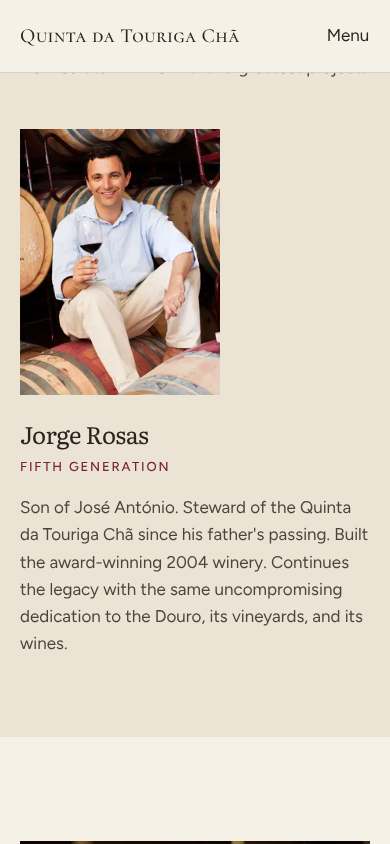 Quinta da Touriga Chã
Menu
Jorge Rosas
FIFTH GENERATION
Son of José António. Steward of the Quinta
da Touriga Chã since his father's passing. Built
the award-winning 2004 winery. Continues
the legacy with the same uncompromising
dedication to the Douro, its vineyards, and its
wines.